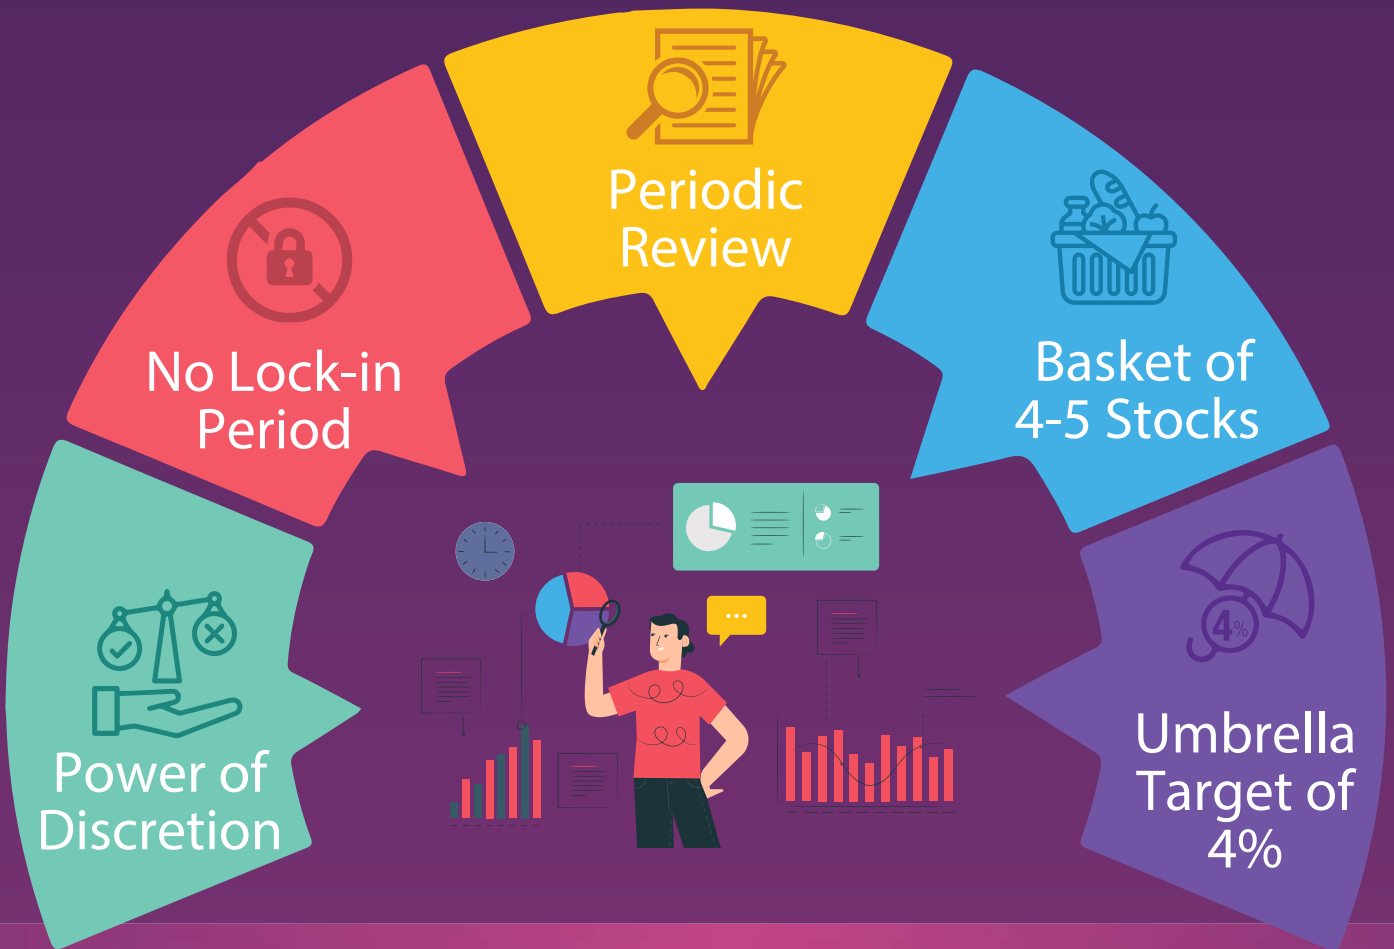 Power of
Discretion
No Lock-in
Period
Periodic
Review
Basket of
4-5 Stocks
4%
Umbrella
Target of
4%